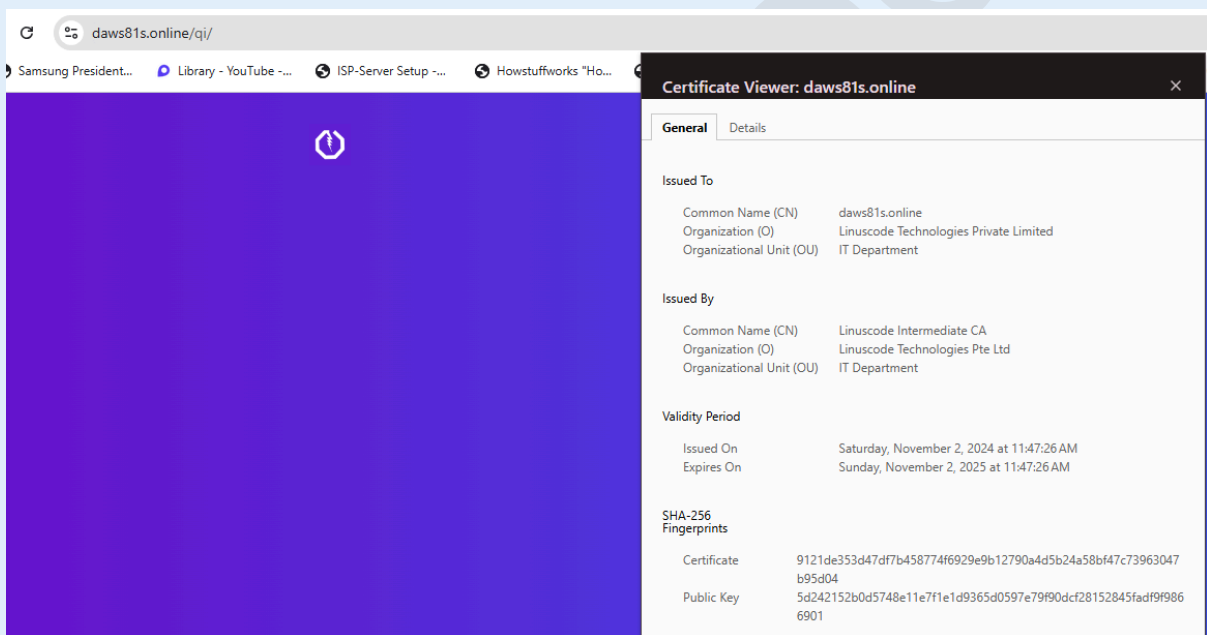 daws81s.online/qi/
Samsung President... Library - YouTube -... ISP-Server Setup -... Howstuffworks "Ho...
Certificate Viewer: daws81s.online
General Details
Issued To
Common Name (CN) daws81s.online
Organization (O) Linuscode Technologies Private Limited
Organizational Unit (OU) IT Department
Issued By
Common Name (CN) Linuscode Intermediate CA
Organization (O) Linuscode Technologies Pte Ltd
Organizational Unit (OU) IT Department
Validity Period
Issued On Saturday, November 2, 2024 at 11:47:26 AM
Expires On Sunday, November 2, 2025 at 11:47:26 AM
SHA-256
Fingerprints
Certificate 9121de353d47df7b458774f6929e9b12790a4d5b24a58bf47c73963047
b95d04
Public Key 5d242152b0d5748e11e7f1e1d9365d0597e79f90dcf28152845fadf9f986
6901